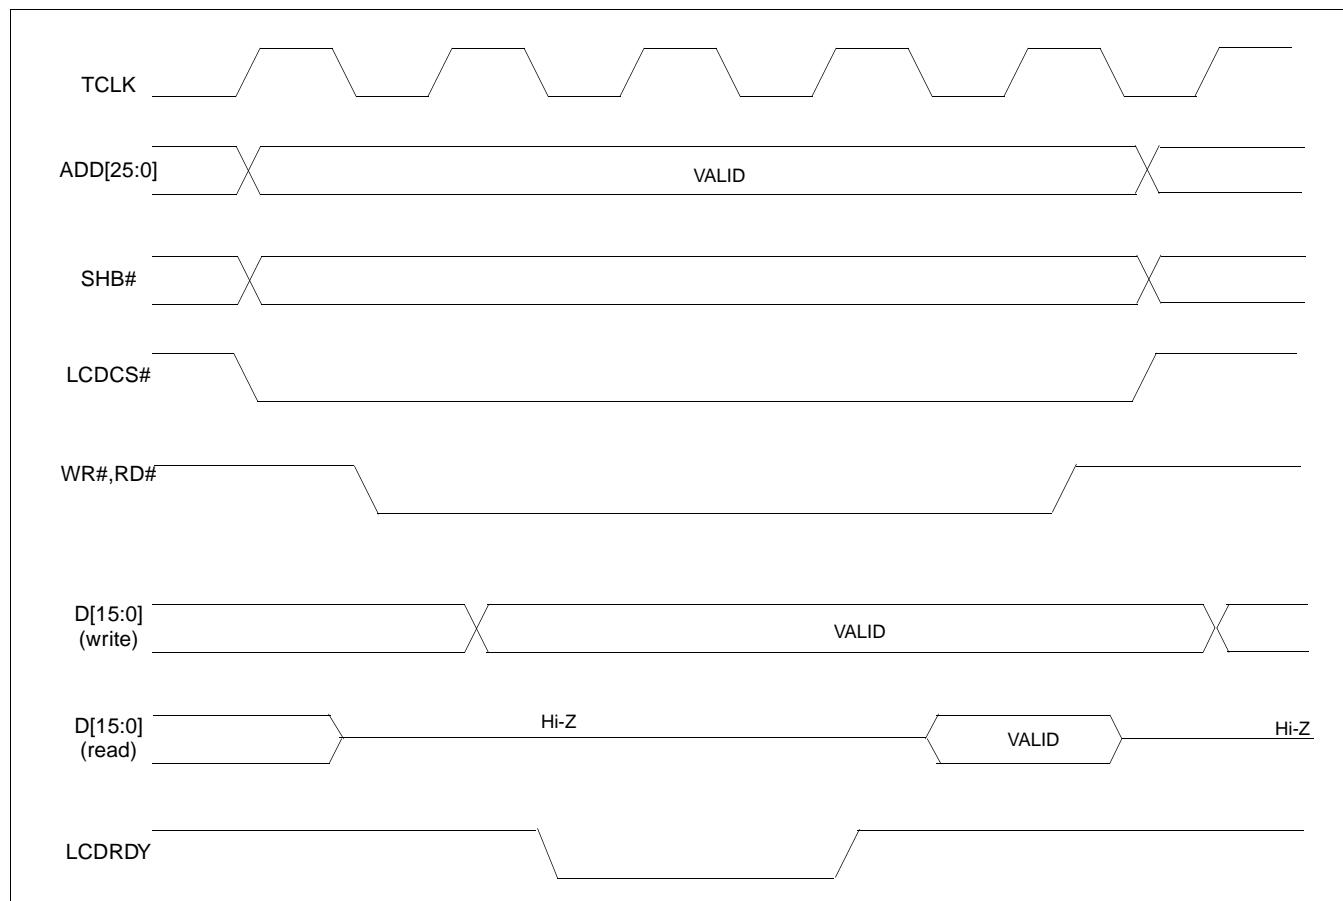 TCLK
ADD[25:0]
VALID
SHB#
LCDCS#
WR#,RD#
D[15:0]
(write)
VALID
D[15:0]
(read)
Hi-Z
VALID
Hi-Z
LCDRDY